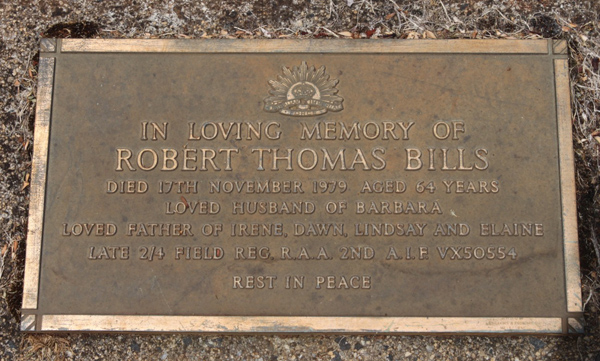 IN LOVING MEMORY OF
ROBERT THOMAS BILLS
DIED 17TH NOVEMBER 1979 AGED 64 YEARS
LOVED HUSBAND OF BARBARA
LOVED FATHER OF IRENE, DAWN, LINDSAY AND ELAINE
LATE 2/4 FIELD REG. R.A.A. 2ND A.I.F. VX50554
REST IN PEACE